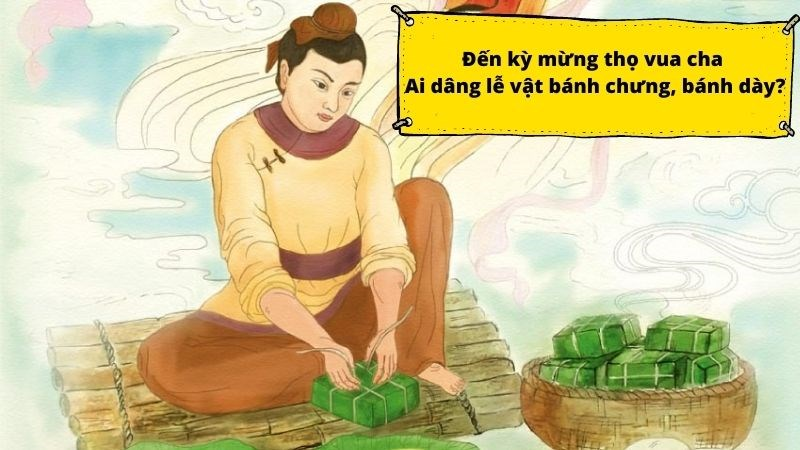 Đến kỳ mừng thọ vua cha
Ai dâng lễ vật bánh chưng, bánh dày?